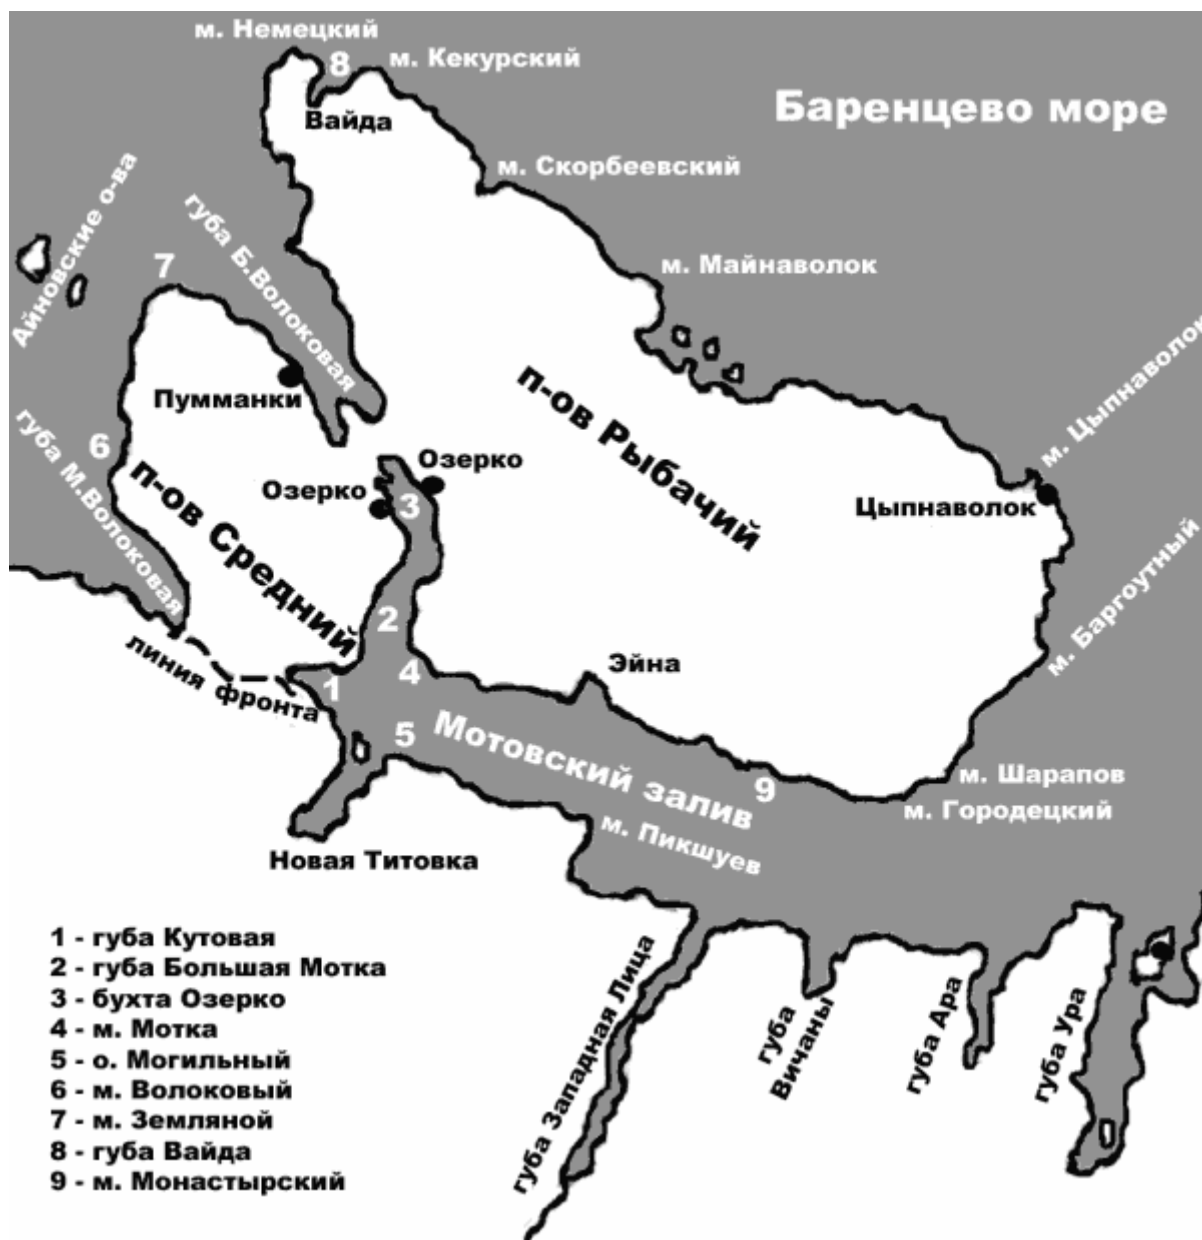 м. Немецкий
8
м. Кекурский
Вайда
Баренцево море
м. Скорбеевский
Айновские о-ва
губа Б.Волоковая
7
м. Майнаволок
м. Цыпнаволок
Пумманки
п-ов Рыбачий
губа М.Волоковая
6
п-ов Средний
Озерко
Озерко
3
Цыпнаволок
м. Баргоутный
2
линия фронта
1
4
Эйна
5
Мотовский залив
9
м. Шарапов
м. Городецкий
м. Пикшуев
Новая Титовка
губа Западная Лица
губа
Вичаны
губа Ара
губа Ура
1 - губа Кутовая
2 - губа Большая Мотка
3 - бухта Озерко
4 - м. Мотка
5 - о. Могильный
6 - м. Волоковый
7 - м. Земляной
8 - губа Вайда
9 - м. Монастырский